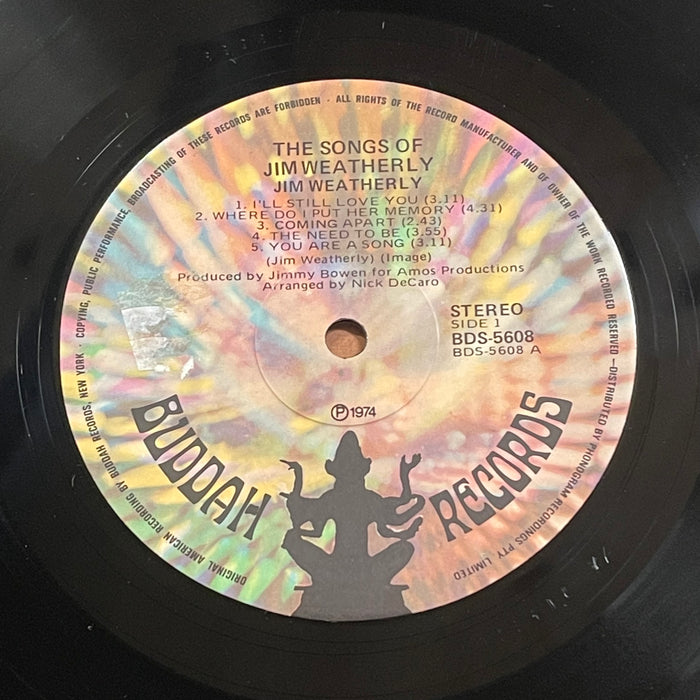 THE SONGS OF
JIM WEATHERLY
JIM WEATHERLY
1. I'LL STILL LOVE YOU (3.11)
2. WHERE DO I PUT HER MEMORY (4.31)
3. COMING APART (2.43)
4. THE NEED TO BE (3.55)
5. YOU ARE A SONG (3.11)
(Jim Weatherly) (Image)
Produced by Jimmy Bowen for Amos Productions
Arranged by Nick DeCaro
STEREO
SIDE 1
BDS-5608
BDS-5608 A
Ⓟ1974
BUDDAH RECORDS
ORIGINAL AMERICAN RECORDING BY BUDDAH RECORDS, NEW YORK · COPYING, PUBLIC PERFORMANCE, BROADCASTING OF THESE RECORDS ARE FORBIDDEN · ALL RIGHTS OF THE RECORD MANUFACTURER AND OF OWNER OF THE WORK RECORDED RESERVED — DISTRIBUTED BY PHONOGRAM RECORDINGS PTY. LIMITED